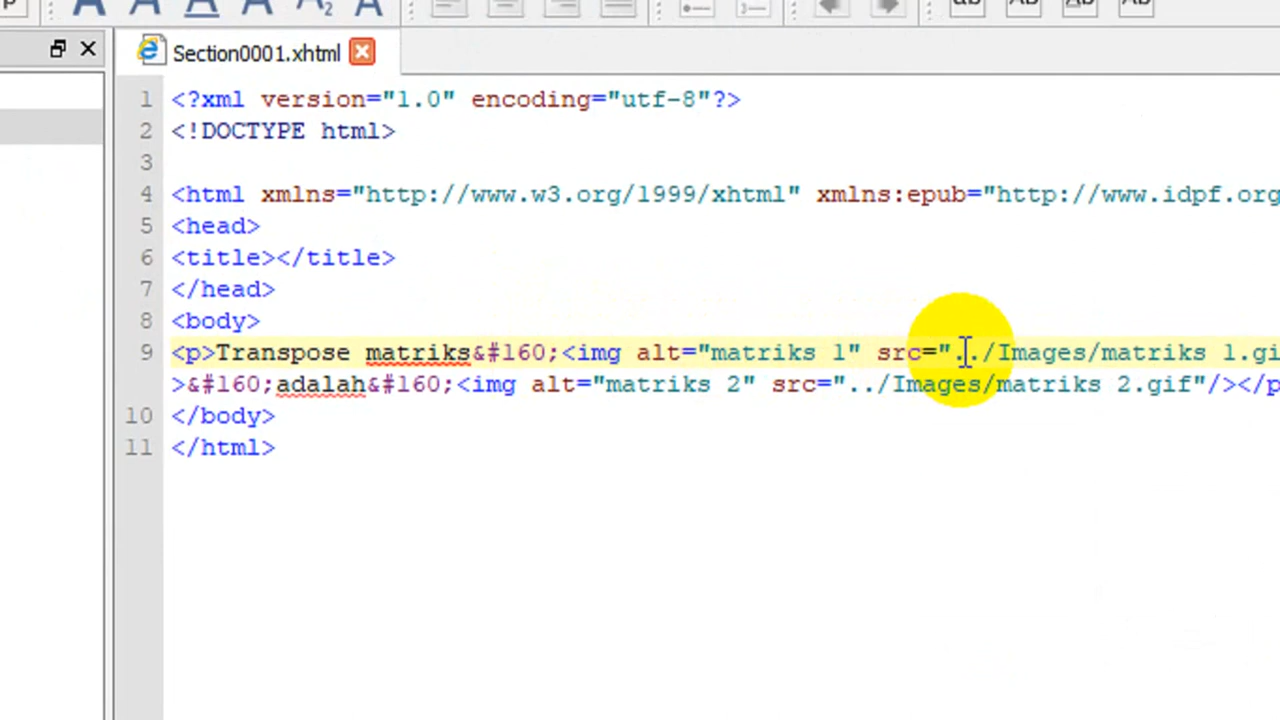 Section0001.xhtml
1 <?xml version="1.0" encoding="utf-8"?>
2 <!DOCTYPE html>
3
4 <html xmlns="http://www.w3.org/1999/xhtml" xmlns:epub="http://www.idpf.org
5 <head>
6 <title></title>
7 </head>
8 <body>
9 <p>Transpose matriks&#160;<img alt="matriks 1" src="../Images/matriks 1.gi
>&#160;adalah&#160;<img alt="matriks 2" src="../Images/matriks 2.gif"/></p
10 </body>
11 </html>